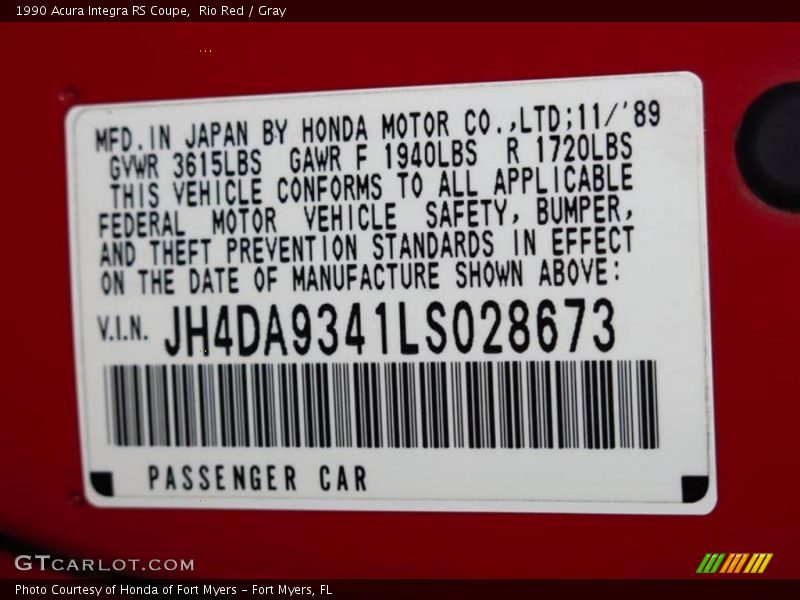 1990 Acura Integra RS Coupe,  Rio Red / Gray
MFD.IN JAPAN BY HONDA MOTOR CO.,LTD;11/'89
GVWR 3615LBS GAWR F 1940LBS R 1720LBS
THIS VEHICLE CONFORMS TO ALL APPLICABLE
FEDERAL MOTOR VEHICLE SAFETY, BUMPER,
AND THEFT PREVENTION STANDARDS IN EFFECT
ON THE DATE OF MANUFACTURE SHOWN ABOVE:
V.I.N. JH4DA9341LS028673
PASSENGER CAR
GTCARLOT.COM
Photo Courtesy of Honda of Fort Myers - Fort Myers, FL